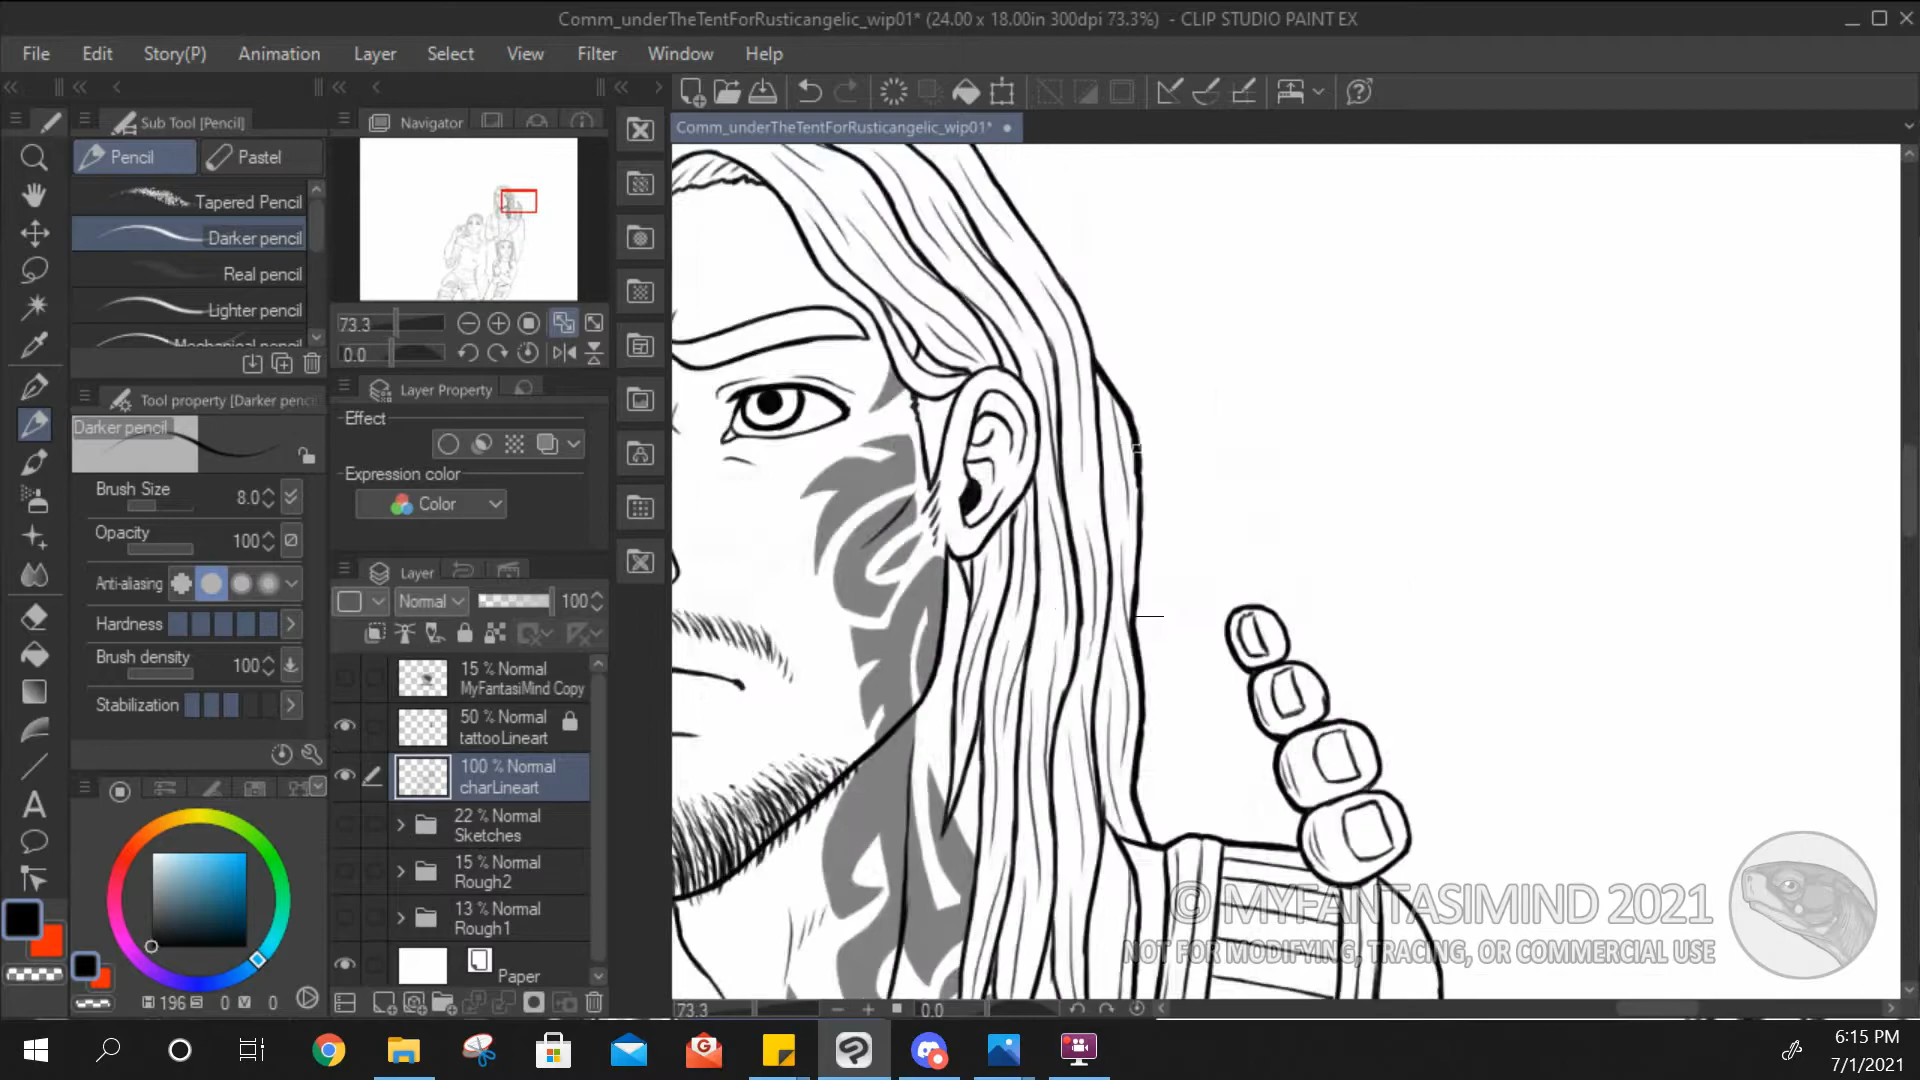 Comm_underTheTentForRusticangelic_wip01* (24.00 x 18.00in 300dpi 73.3%) - CLIP STUDIO PAINT EX
File Edit Story(P) Animation Layer Select View Filter Window Help
Sub Tool [Pencil]
Navigator
Comm_underTheTentForRusticangelic_wip01*
Pencil
Pastel
Tapered Pencil
Darker pencil
Real pencil
Lighter pencil
Mechanical pencil
73.3
0.0
Tool property [Darker penc
Darker pencil
Brush Size 8.0
Opacity 100
Anti-aliasing
Hardness
Brush density 100
Stabilization
H 196 S 0 V 0
Layer Property
Effect
Expression color
Color
Layer
Normal 100
15 % Normal
MyFantasiMind Copy
50 % Normal
tattooLineart
100 % Normal
charLineart
22 % Normal
Sketches
15 % Normal
Rough2
13 % Normal
Rough1
Paper
© MYFANTASIMIND 2021
NOT FOR MODIFYING, TRACING, OR COMMERCIAL USE
73.3
0.0
6:15 PM
7/1/2021